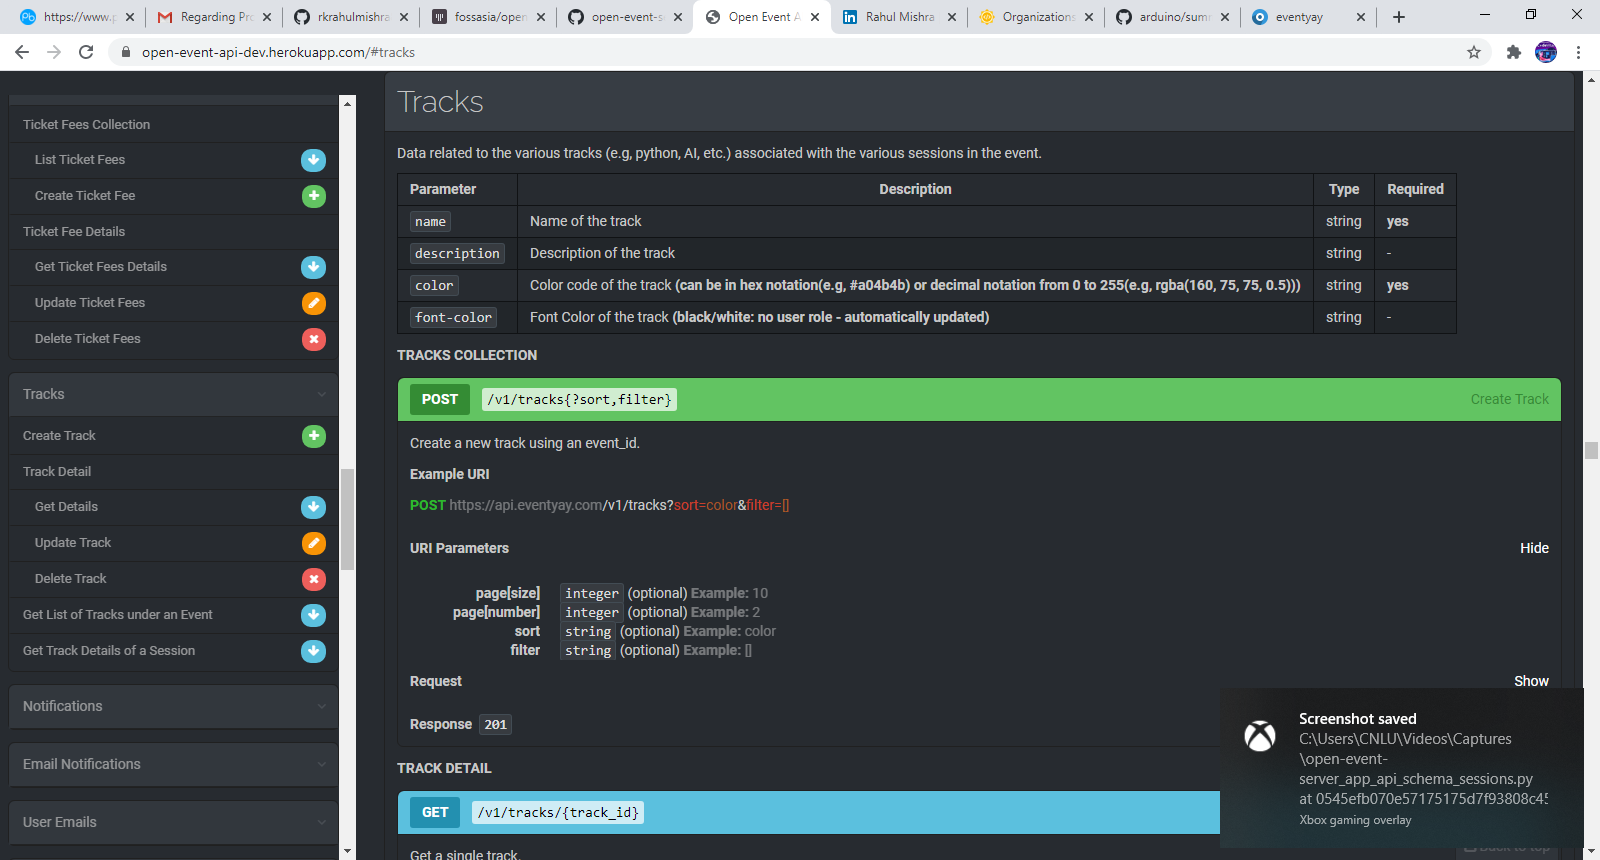 https://www.p
Regarding Pro
rkrahulmishra
fossasia/open
open-event-se
Open Event A
Rahul Mishra
Organizations
arduino/sum
eventyay
open-event-api-dev.herokuapp.com/#tracks
Ticket Fees Collection
List Ticket Fees
Create Ticket Fee
Ticket Fee Details
Get Ticket Fees Details
Update Ticket Fees
Delete Ticket Fees
Tracks
Create Track
Track Detail
Get Details
Update Track
Delete Track
Get List of Tracks under an Event
Get Track Details of a Session
Notifications
Email Notifications
User Emails
Tracks
Data related to the various tracks (e.g, python, AI, etc.) associated with the various sessions in the event.
Parameter Description Type Required
name Name of the track string yes
description Description of the track string -
color Color code of the track (can be in hex notation(e.g, #a04b4b) or decimal notation from 0 to 255(e.g, rgba(160, 75, 75, 0.5))) string yes
font-color Font Color of the track (black/white: no user role - automatically updated) string -
TRACKS COLLECTION
POST /v1/tracks{?sort,filter} Create Track
Create a new track using an event_id.
Example URI
POST https://api.eventyay.com/v1/tracks?sort=color&filter=[]
URI Parameters Hide
page[size] integer (optional) Example: 10
page[number] integer (optional) Example: 2
sort string (optional) Example: color
filter string (optional) Example: []
Request Show
Response 201
TRACK DETAIL
GET /v1/tracks/{track_id}
Get a single track.
Screenshot saved
C:\Users\CNLU\Videos\Captures
\open-event-
server_app_api_schema_sessions.py
at 0545efb070e57175175d7f93808c45
Xbox gaming overlay
Back to top